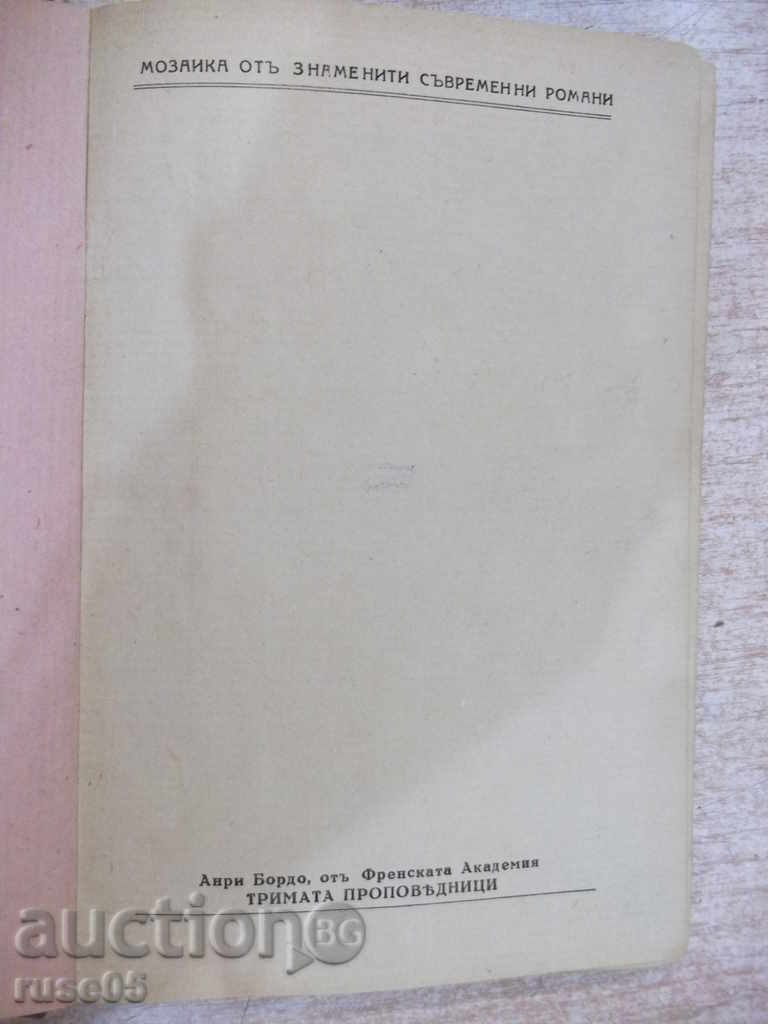 МОЗАИКА ОТЪ ЗНАМЕНИТИ СЪВРЕМЕННИ РОМАНИ
Анри Бордо, отъ Френската Академия
ТРИМАТА ПРОПОВѢДНИЦИ
auction BG
ruse05